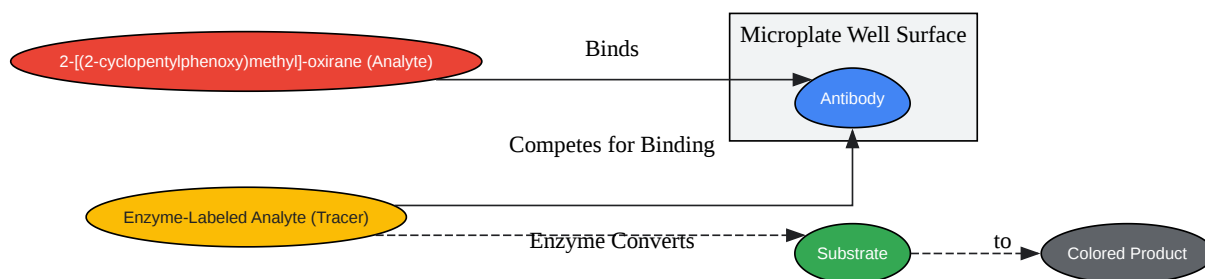 Microplate Well Surface
2-[(2-cyclopentylphenoxy)methyl]-oxirane (Analyte)
Binds
Antibody
Competes for Binding
Enzyme-Labeled Analyte (Tracer)
Enzyme Converts
Substrate
to
Colored Product